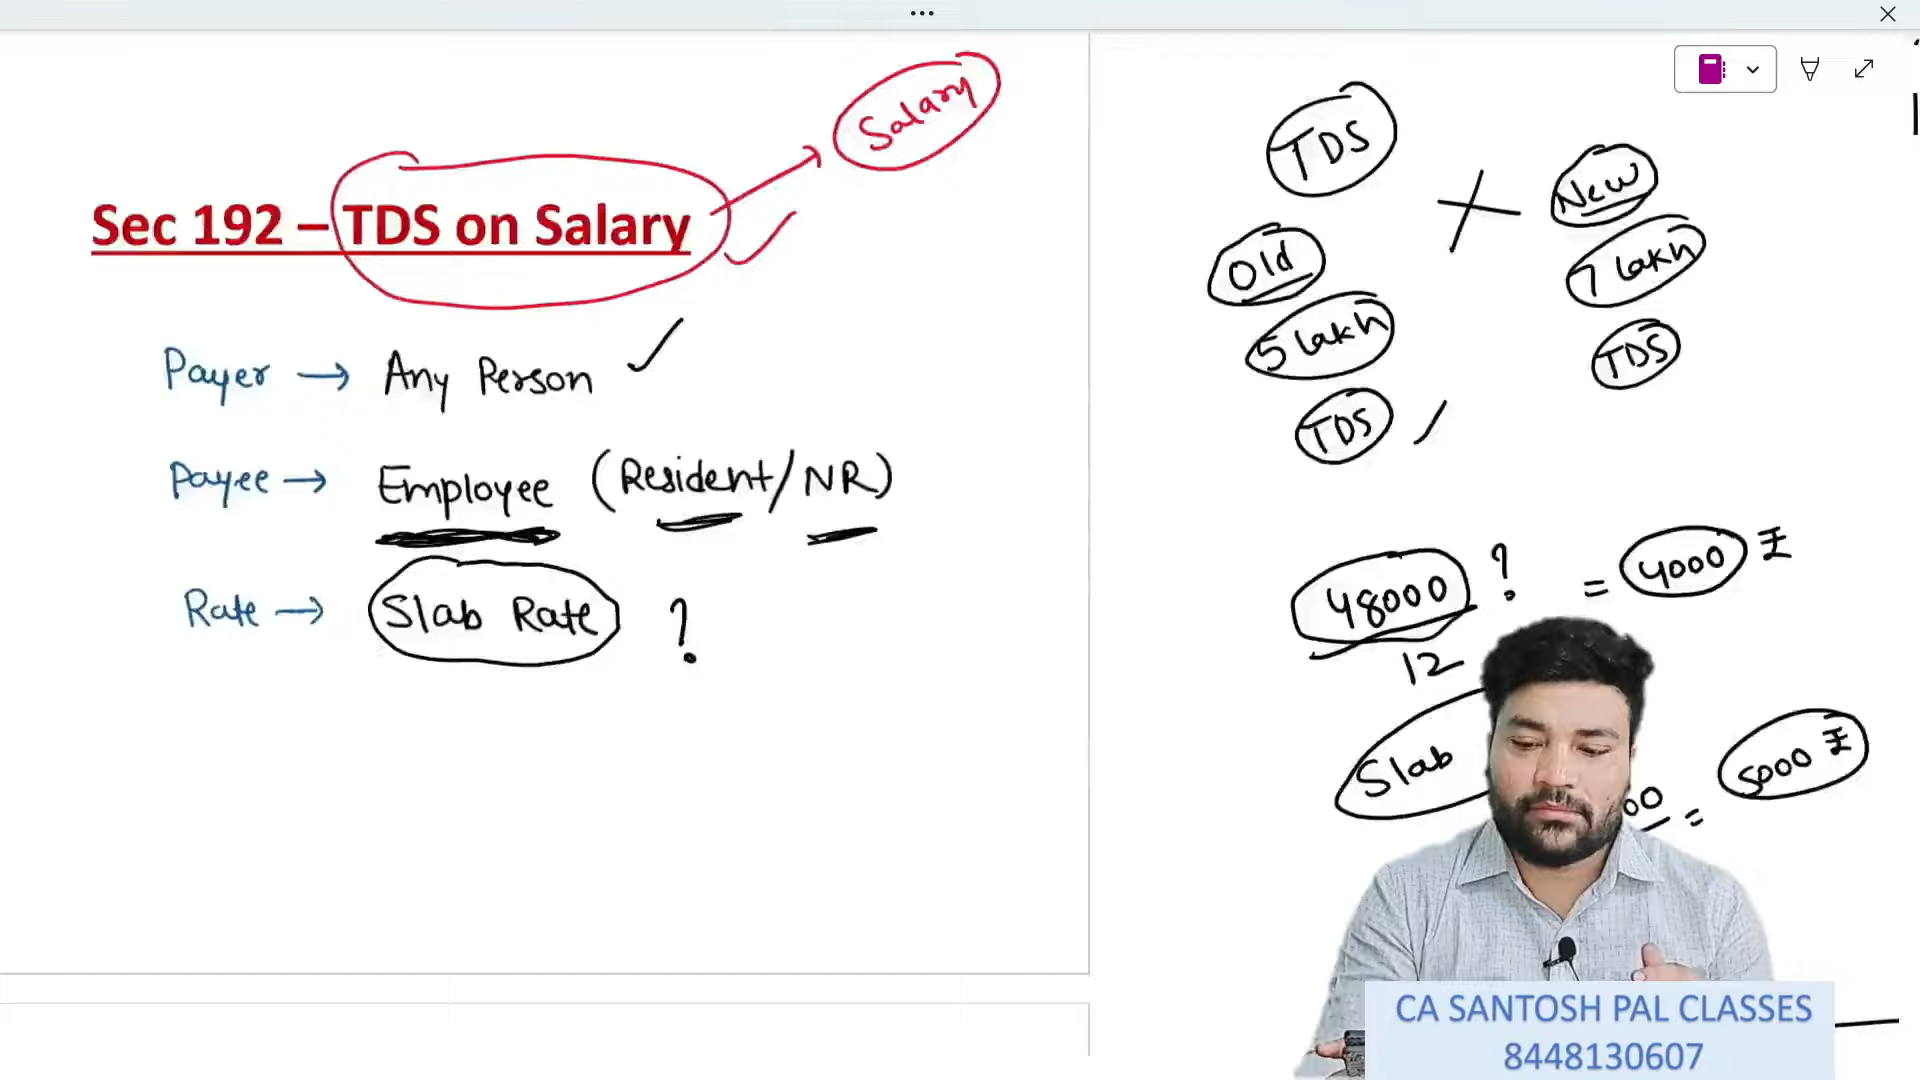 Salary
Sec 192 – TDS on Salary
Payer → Any Person ✓
Payee → Employee (Resident/NR)
Rate → Slab Rate ?
TDS
New
Old
7 lakh
5 lakh
TDS
TDS
48000 ? = 4000 ₹
12
Slab
00 = 5000 ₹
CA SANTOSH PAL CLASSES
8448130607